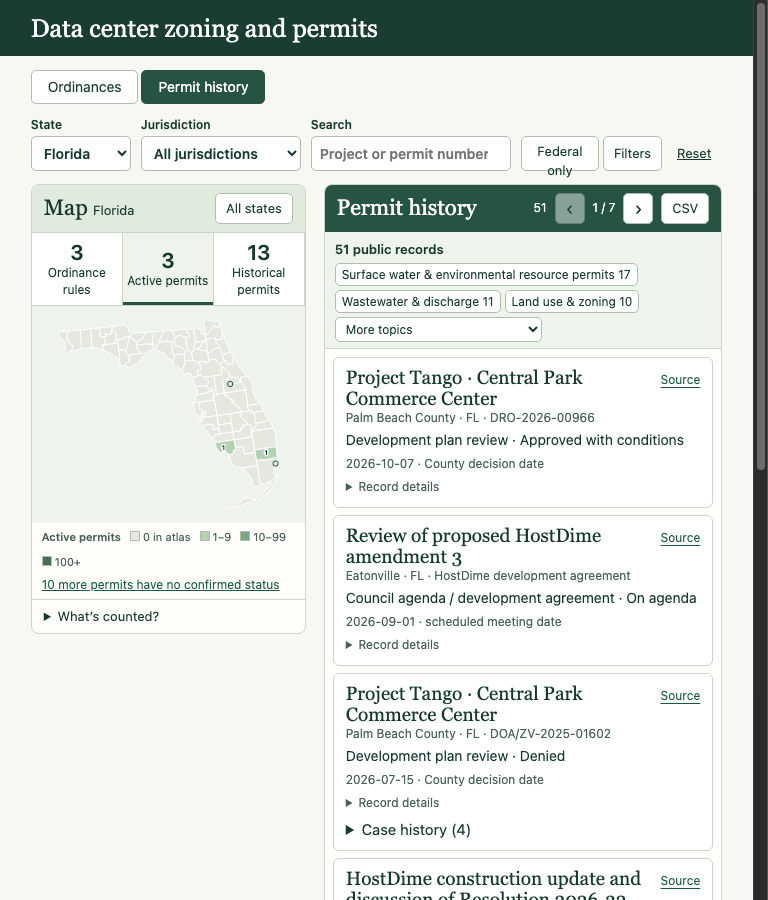 Data center zoning and permits
Ordinances
Permit history
State
Jurisdiction
Search
Florida
All jurisdictions
Project or permit number
Federal only
Filters
Reset
Map Florida
All states
3 Ordinance rules
3 Active permits
13 Historical permits
1
1
Active permits 0 in atlas 1–9 10–99
100+
10 more permits have no confirmed status
What's counted?
Permit history
51
‹
1 / 7
›
CSV
51 public records
Surface water & environmental resource permits 17
Wastewater & discharge 11
Land use & zoning 10
More topics
Project Tango · Central Park
Commerce Center
Source
Palm Beach County · FL · DRO-2026-00966
Development plan review · Approved with conditions
2026-10-07 · County decision date
Record details
Review of proposed HostDime
amendment 3
Source
Eatonville · FL · HostDime development agreement
Council agenda / development agreement · On agenda
2026-09-01 · scheduled meeting date
Record details
Project Tango · Central Park
Commerce Center
Source
Palm Beach County · FL · DOA/ZV-2025-01602
Development plan review · Denied
2026-07-15 · County decision date
Record details
Case history (4)
HostDime construction update and
discussion of Resolution 2026-22
Source